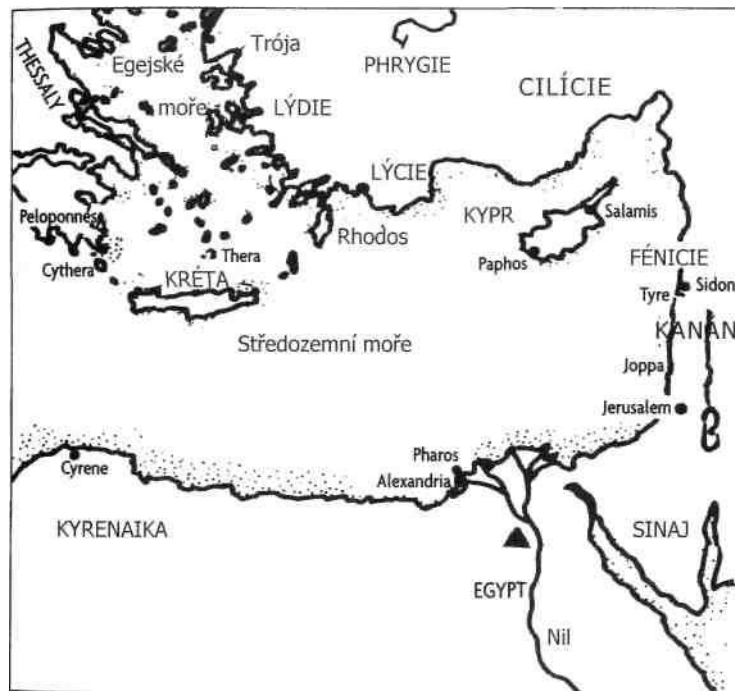 Trója
Egejské
PHRYGIE
THESSALY
CILÍCIE
moře
LÝDIE
LÝCIE
KYPR
Peloponnés
Salamis
Rhodos
Thera
Cythera
Paphos
FÉNICIE
KRÉTA
Sidon
Tyre
KANAN
Středozemní moře
Joppa
Jerusalem
Pharos
Cyrene
Alexandria
KYRENAIKA
SINAJ
EGYPT
Nil